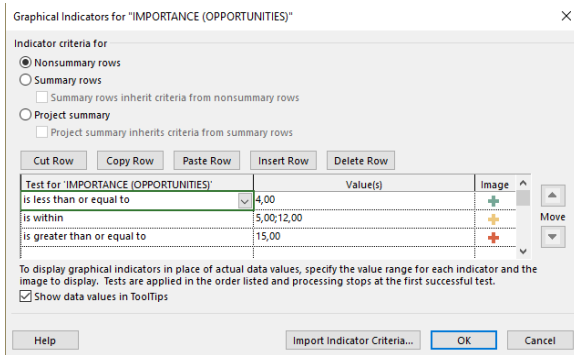 Graphical Indicators for "IMPORTANCE (OPPORTUNITIES)"
Indicator criteria for
Nonsummary rows
Summary rows
Summary rows inherit criteria from nonsummary rows
Project summary
Project summary inherits criteria from summary rows
Cut Row Copy Row Paste Row Insert Row Delete Row
Test for 'IMPORTANCE (OPPORTUNITIES)' Value(s) Image
is less than or equal to 4,00
is within 5,00;12,00 Move
is greater than or equal to 15,00
To display graphical indicators in place of actual data values, specify the value range for each indicator and the
image to display. Tests are applied in the order listed and processing stops at the first successful test.
Show data values in ToolTips
Help Import Indicator Criteria... OK Cancel